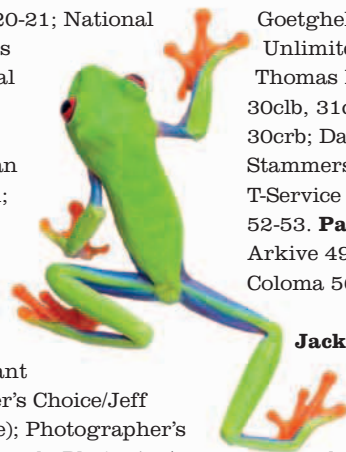 20-21; National
s
al
an
;
ant
er's Choice/Jeff
e); Photographer's
Goetghel
Unlimite
Thomas
30clb, 31c
30crb; Da
Stammers
T-Service
52-53. Pa
Arkive 49
Coloma 5
Jack